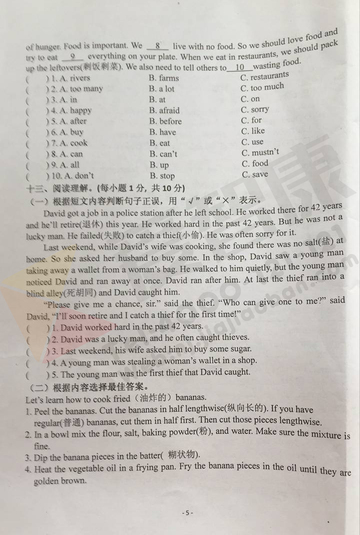 of hunger. Food is important. We 8 live with no food. So we should love food and
try to eat 9 everything on your plate. When we eat in restaurants, we should pack
up the leftovers(剩饭剩菜). We also need to tell others to 10 wasting food.
( ) 1. A. rivers B. farms C. restaurants
( ) 2. A. too many B. a lot C. too much
( ) 3. A. in B. at C. on
( ) 4. A. happy B. afraid C. sorry
( ) 5. A. after B. before C. for
( ) 6. A. buy B. have C. like
( ) 7. A. cook B. eat C. use
( ) 8. A. can B. can't C. mustn't
( ) 9. A. all B. up C. food
( ) 10. A. don't B. stop C. save
十三、阅读理解。(每小题 1 分, 共 10 分)
(一) 根据短文内容判断句子正误, 用“√”或“×”表示。
David got a job in a police station after he left school. He worked there for 42 years
and he'll retire(退休) this year. He worked hard in the past 42 years. But he was not a
lucky man. He failed(失败) to catch a thief(小偷). He was often sorry for it.
Last weekend, while David's wife was cooking, she found there was no salt(盐) at
home. So she asked her husband to buy some. In the shop, David saw a young man
taking away a wallet from a woman's bag. He walked to him quietly, but the young man
noticed David and ran away at once. David ran after him. At last the thief ran into a
blind alley(死胡同) and David caught him.
“Please give me a chance, sir.” said the thief. “Who can give one to me?” said
David, “I'll soon retire and I catch a thief for the first time!”
( ) 1. David worked hard in the past 42 years.
( ) 2. David was a lucky man, and he often caught thieves.
( ) 3. Last weekend, his wife asked him to buy some sugar.
( ) 4. A young man was stealing a woman's wallet in a shop.
( ) 5. The young man was the first thief that David caught.
(二) 根据内容选择最佳答案。
Let's learn how to cook fried (油炸的) bananas.
1. Peel the bananas. Cut the bananas in half lengthwise(纵向长的). If you have
regular(普通) bananas, cut them in half first. Then cut those pieces lengthwise.
2. In a bowl mix the flour, salt, baking powder(粉), and water. Make sure the mixture is
fine.
3. Dip the banana pieces in the batter( 糊状物).
4. Heat the vegetable oil in a frying pan. Fry the banana pieces in the oil until they are
golden brown.
- 5 -